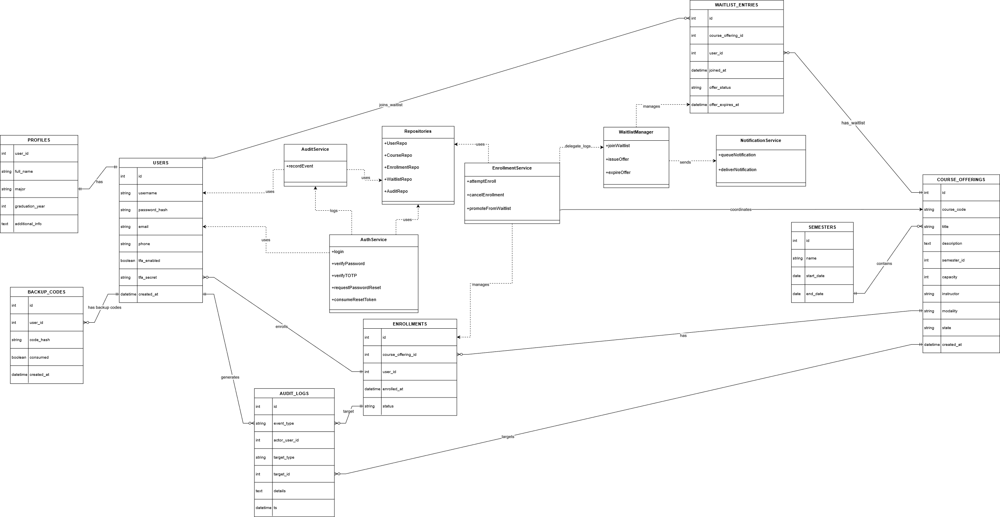 WAITLIST_ENTRIES
int id
int course_offering_id
int user_id
datetime joined_at
string offer_status
datetime offer_expires_at
joins_waitlist
manages
has_waitlist
PROFILES
int user_id
string full_name
string major
int graduation_year
text additional_info
has
USERS
int id
string username
string password_hash
string email
string phone
boolean tfa_enabled
string tfa_secret
datetime created_at
AuditService
+recordEvent
uses
uses
logs
Repositories
+UserRepo
+CourseRepo
+EnrollmentRepo
+WaitlistRepo
+AuditRepo
uses
uses
uses
EnrollmentService
+attemptEnroll
+cancelEnrollment
+promoteFromWaitlist
delegate_logs
WaitlistManager
+joinWaitlist
+issueOffer
+expireOffer
sends
NotificationService
+queueNotification
+deliverNotification
coordinates
COURSE_OFFERINGS
int id
string course_code
string title
text description
int semester_id
int capacity
string instructor
string modality
string state
datetime created_at
SEMESTERS
int id
string name
date start_date
date end_date
contains
AuthService
+login
+verifyPassword
+verifyTOTP
+requestPasswordReset
+consumeResetToken
manages
BACKUP_CODES
int id
int user_id
string code_hash
boolean consumed
datetime created_at
has backup codes
enrolls
generates
ENROLLMENTS
int id
int course_offering_id
int user_id
datetime enrolled_at
string status
has
target
targets
AUDIT_LOGS
int id
string event_type
int actor_user_id
string target_type
int target_id
text details
datetime ts